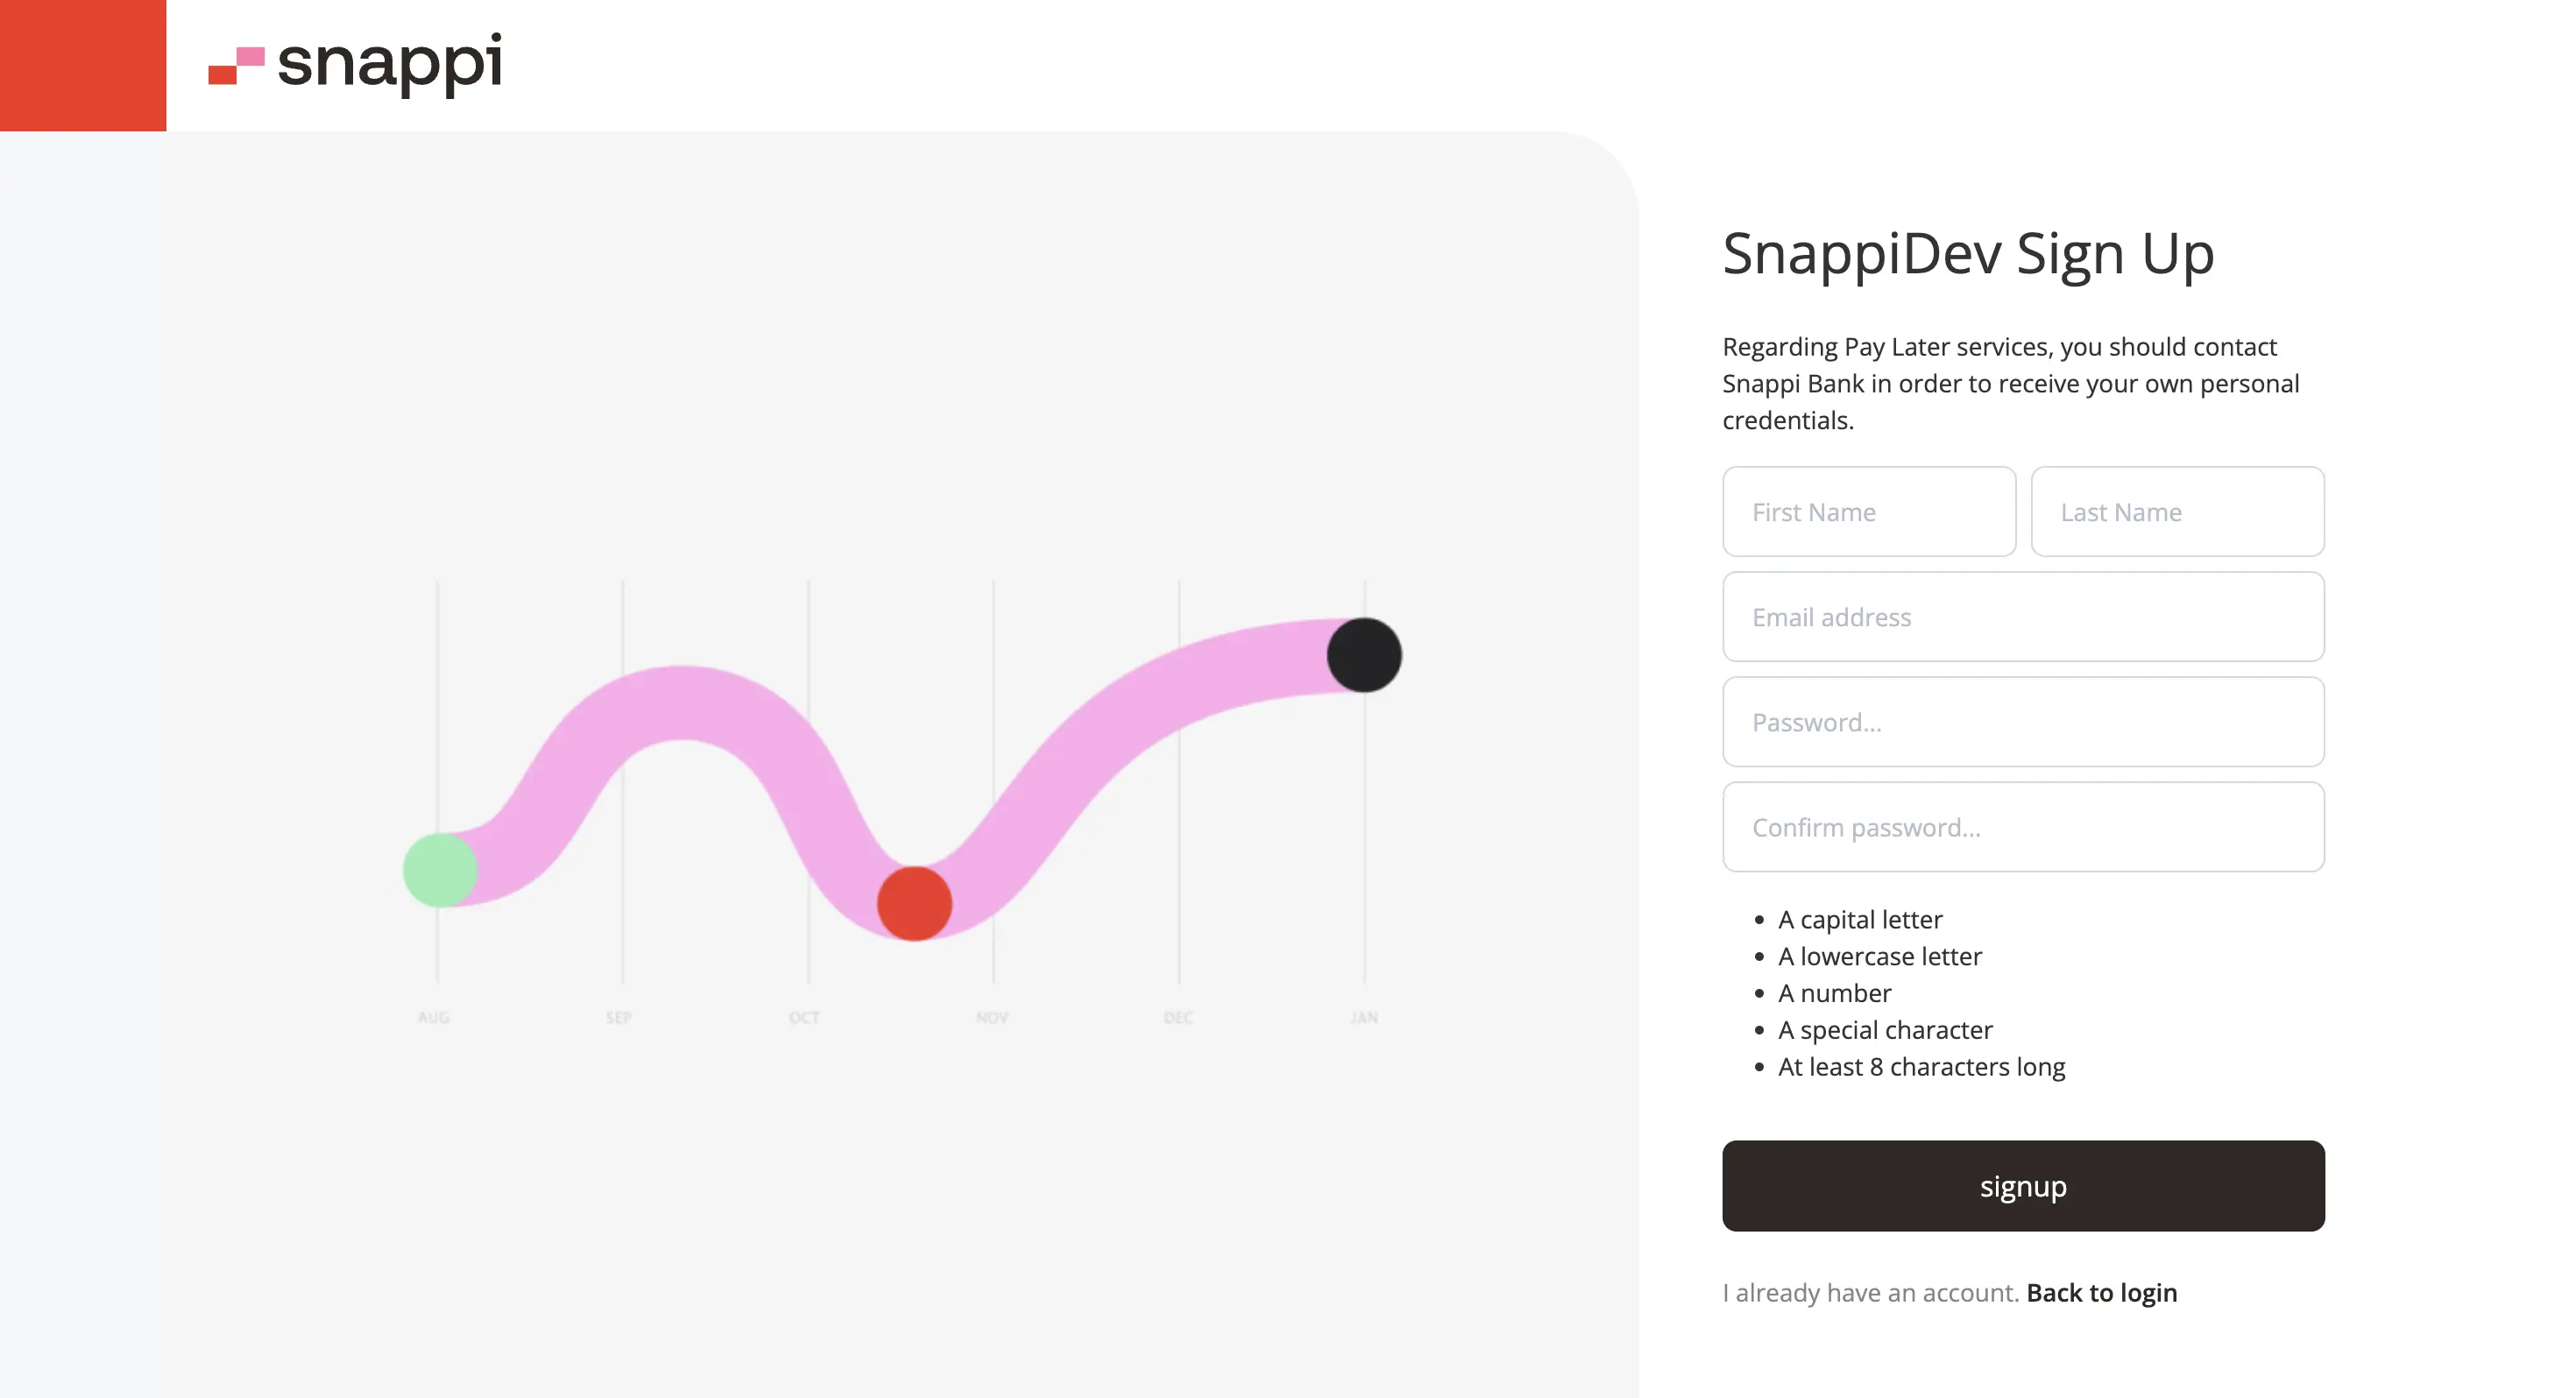 snappi
SnappiDev Sign Up
Regarding Pay Later services, you should contact
Snappi Bank in order to receive your own personal
credentials.
First Name
Last Name
Email address
Password...
Confirm password...
A capital letter
A lowercase letter
A number
A special character
At least 8 characters long
signup
I already have an account. Back to login
AUG
SEP
OCT
NOV
DEC
JAN